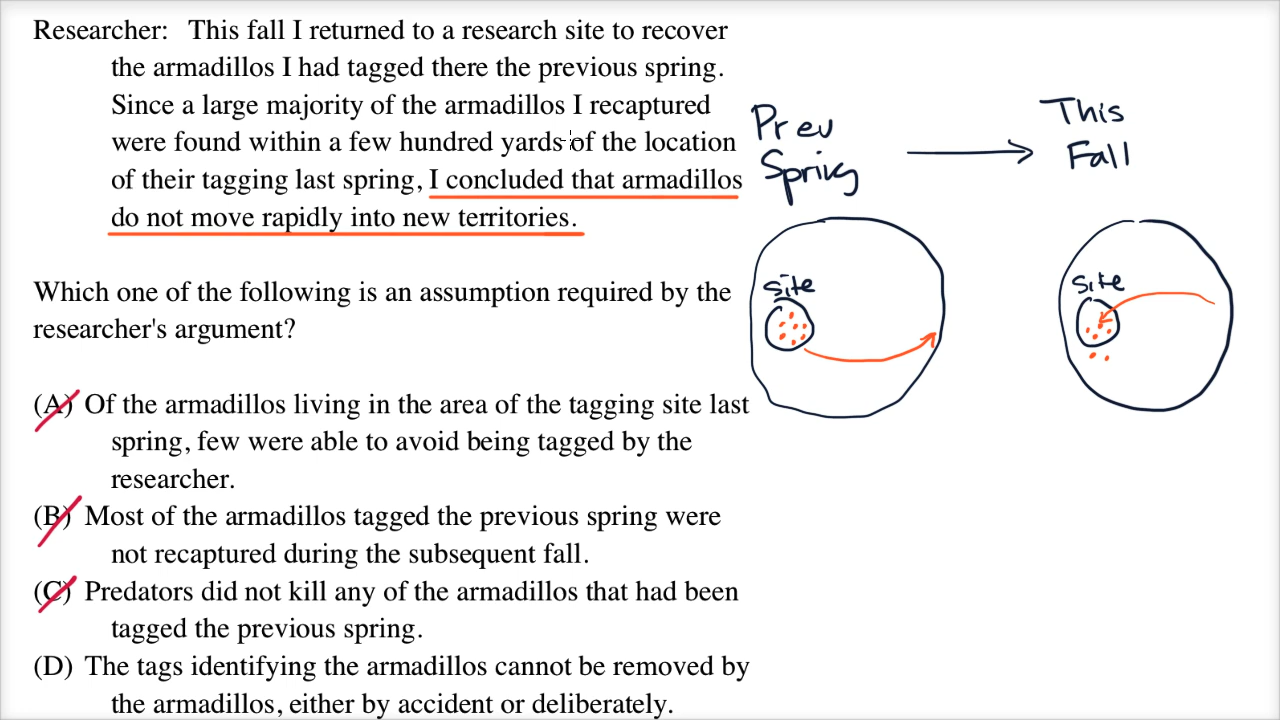 Researcher: This fall I returned to a research site to recover
the armadillos I had tagged there the previous spring.
Since a large majority of the armadillos I recaptured
were found within a few hundred yards of the location
of their tagging last spring, I concluded that armadillos
do not move rapidly into new territories.
Which one of the following is an assumption required by the
researcher's argument?
(A) Of the armadillos living in the area of the tagging site last
spring, few were able to avoid being tagged by the
researcher.
(B) Most of the armadillos tagged the previous spring were
not recaptured during the subsequent fall.
(C) Predators did not kill any of the armadillos that had been
tagged the previous spring.
(D) The tags identifying the armadillos cannot be removed by
the armadillos, either by accident or deliberately.
Prev
Spring
This
Fall
site
site